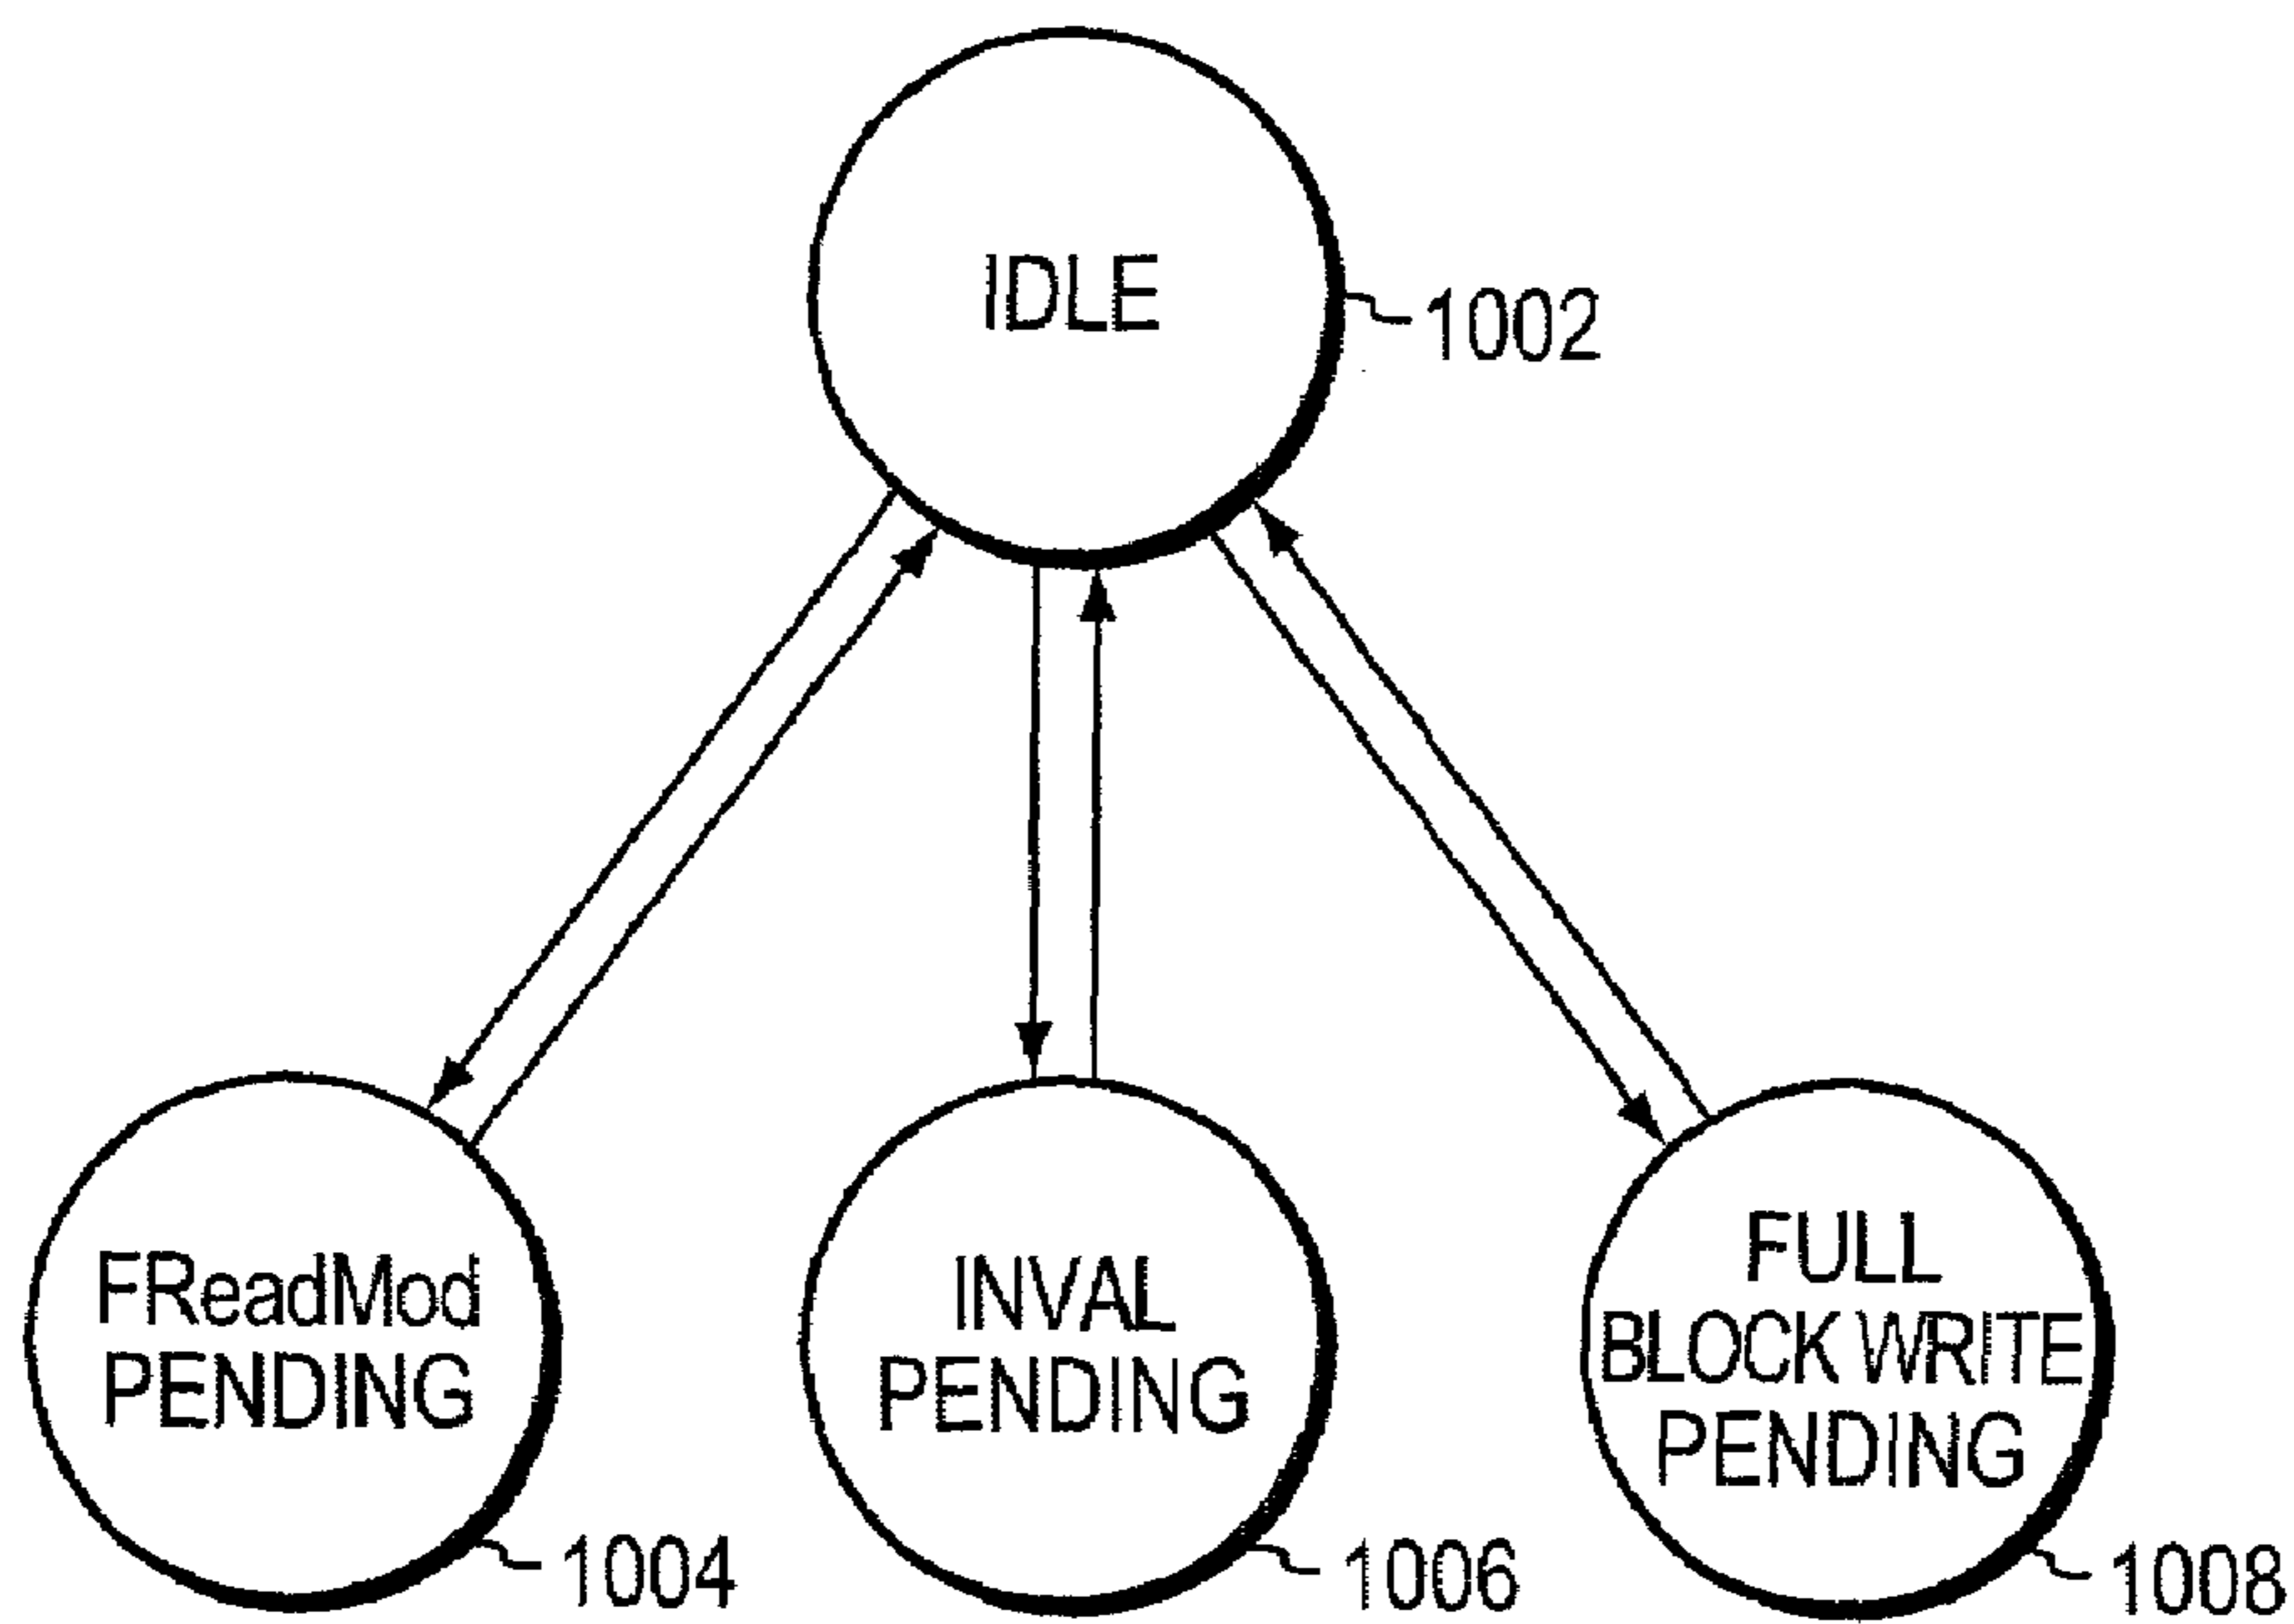 IDLE
1002
FReadMod
PENDING
1004
INVAL
PENDING
1006
FULL
BLOCK WRITE
PENDING
1008